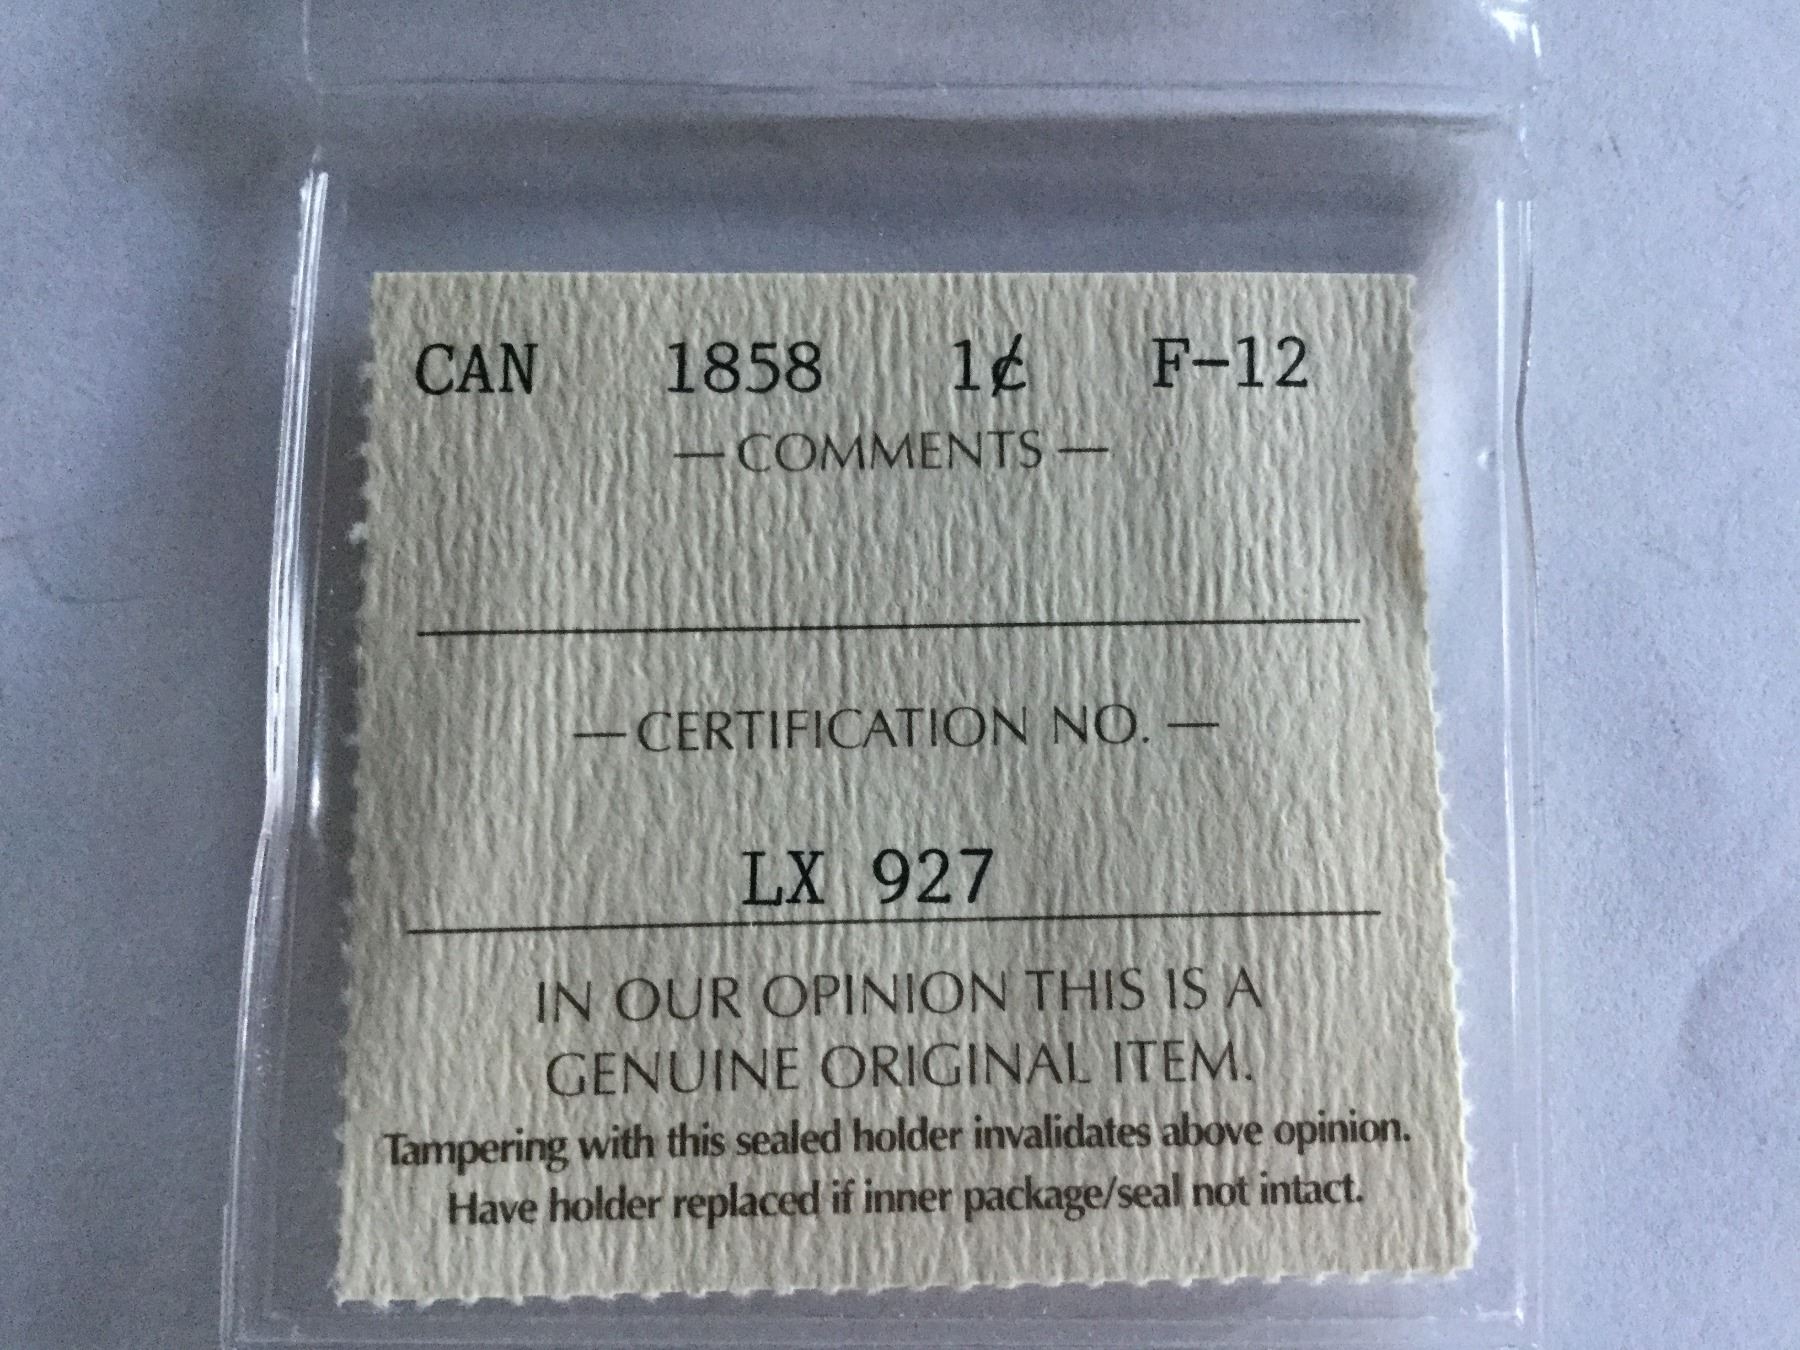 CAN 1858 1¢ F-12
— COMMENTS —
— CERTIFICATION NO. —
LX 927
IN OUR OPINION THIS IS A
GENUINE ORIGINAL ITEM.
Tampering with this sealed holder invalidates above opinion.
Have holder replaced if inner package/seal not intact.